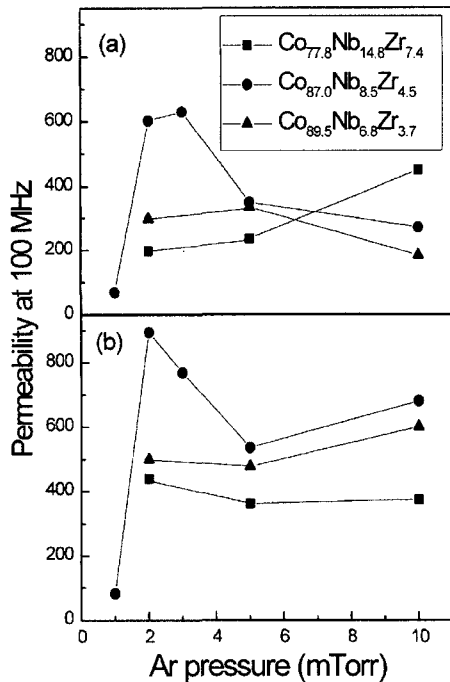 (a)
Co77.8Nb14.8Zr7.4
Co87.0Nb8.5Zr4.5
Co89.5Nb6.8Zr3.7
800
600
400
200
0
(b)
800
600
400
200
0
0 2 4 6 8 10
Permeability at 100 MHz
Ar pressure (mTorr)